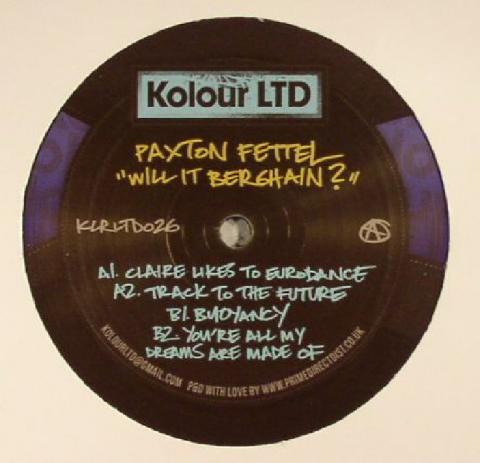 Kolour LTD
PAXTON FETTEL
"WILL IT BERGHAIN?"
KLRLTD026
A1. CLAIRE LIKES TO EURODANCE
A2. TRACK TO THE FUTURE
B1. BUOYANCY
B2. YOU'RE ALL MY
DREAMS ARE MADE OF
KOLOURLTD@GMAIL.COM P&D WITH LOVE BY WWW.PRIMEDIRECTDIST.CO.UK